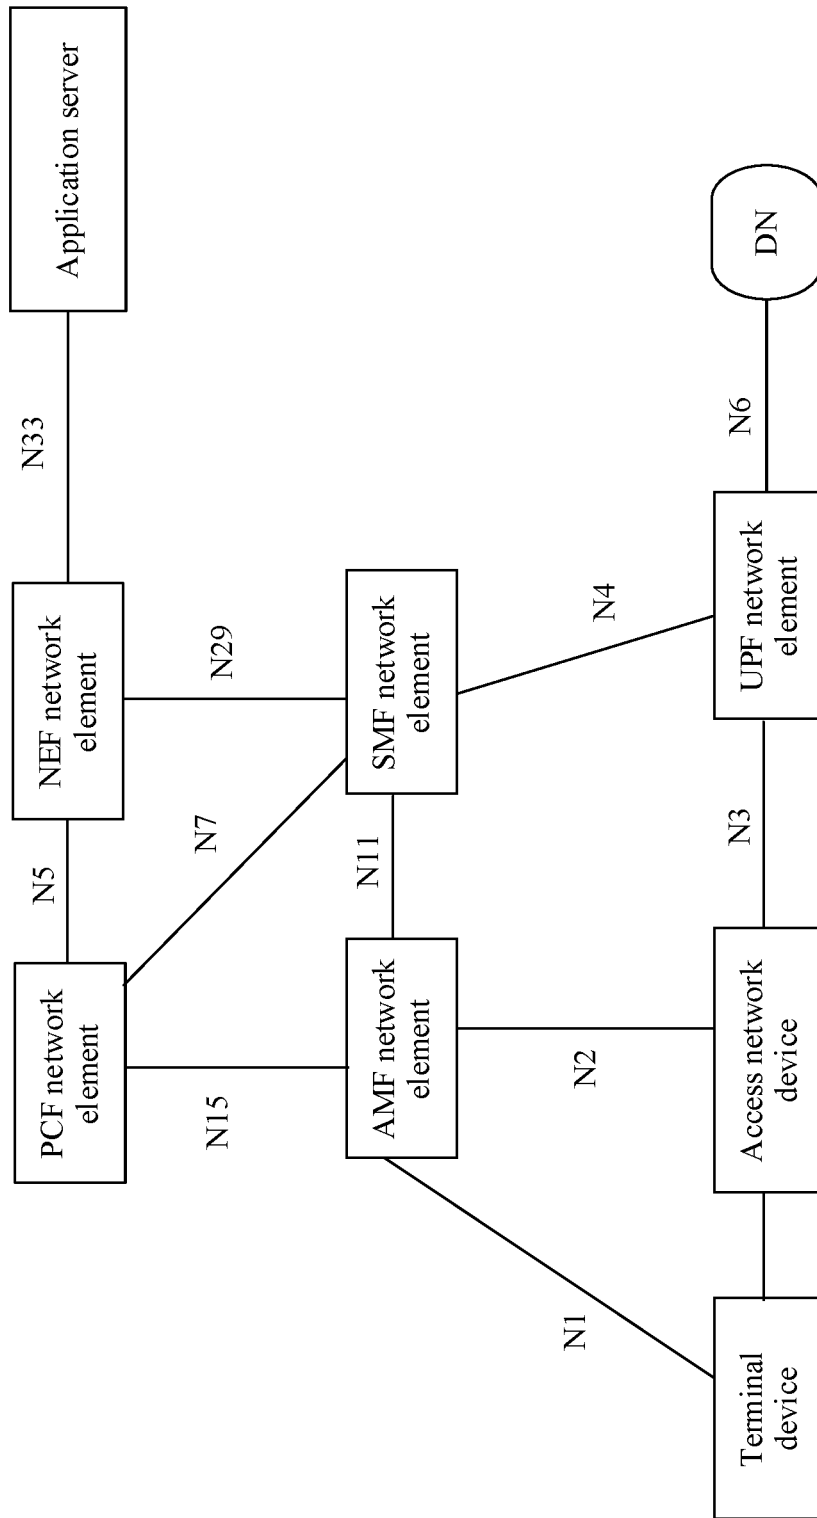 PCF network
element
N5
NEF network
element
N33
Application server
N15
N7
N29
AMF network
element
N11
SMF network
element
N1
N2
N4
Terminal
device
Access network
device
N3
UPF network
element
N6
DN